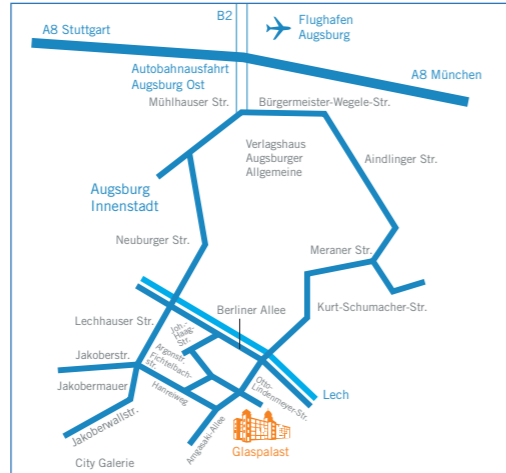 B2
Flughafen
Augsburg
A8 Stuttgart
Autobahnausfahrt
Augsburg Ost
A8 München
Mühlhauser Str.
Bürgermeister-Wegele-Str.
Verlagshaus
Augsburger
Allgemeine
Aindlinger Str.
Augsburg
Innenstadt
Neuburger Str.
Meraner Str.
Berliner Allee
Kurt-Schumacher-Str.
Lechhauser Str.
Joh.-
Haag-
Str.
Argonstr.
Fichtelbach-
str.
Jakoberstr.
Jakobermauer
Hanreiweg
Otto-
Lindenmeyer-Str.
Lech
Jakoberwallstr.
Amagasaki-Allee
Glaspalast
City Galerie